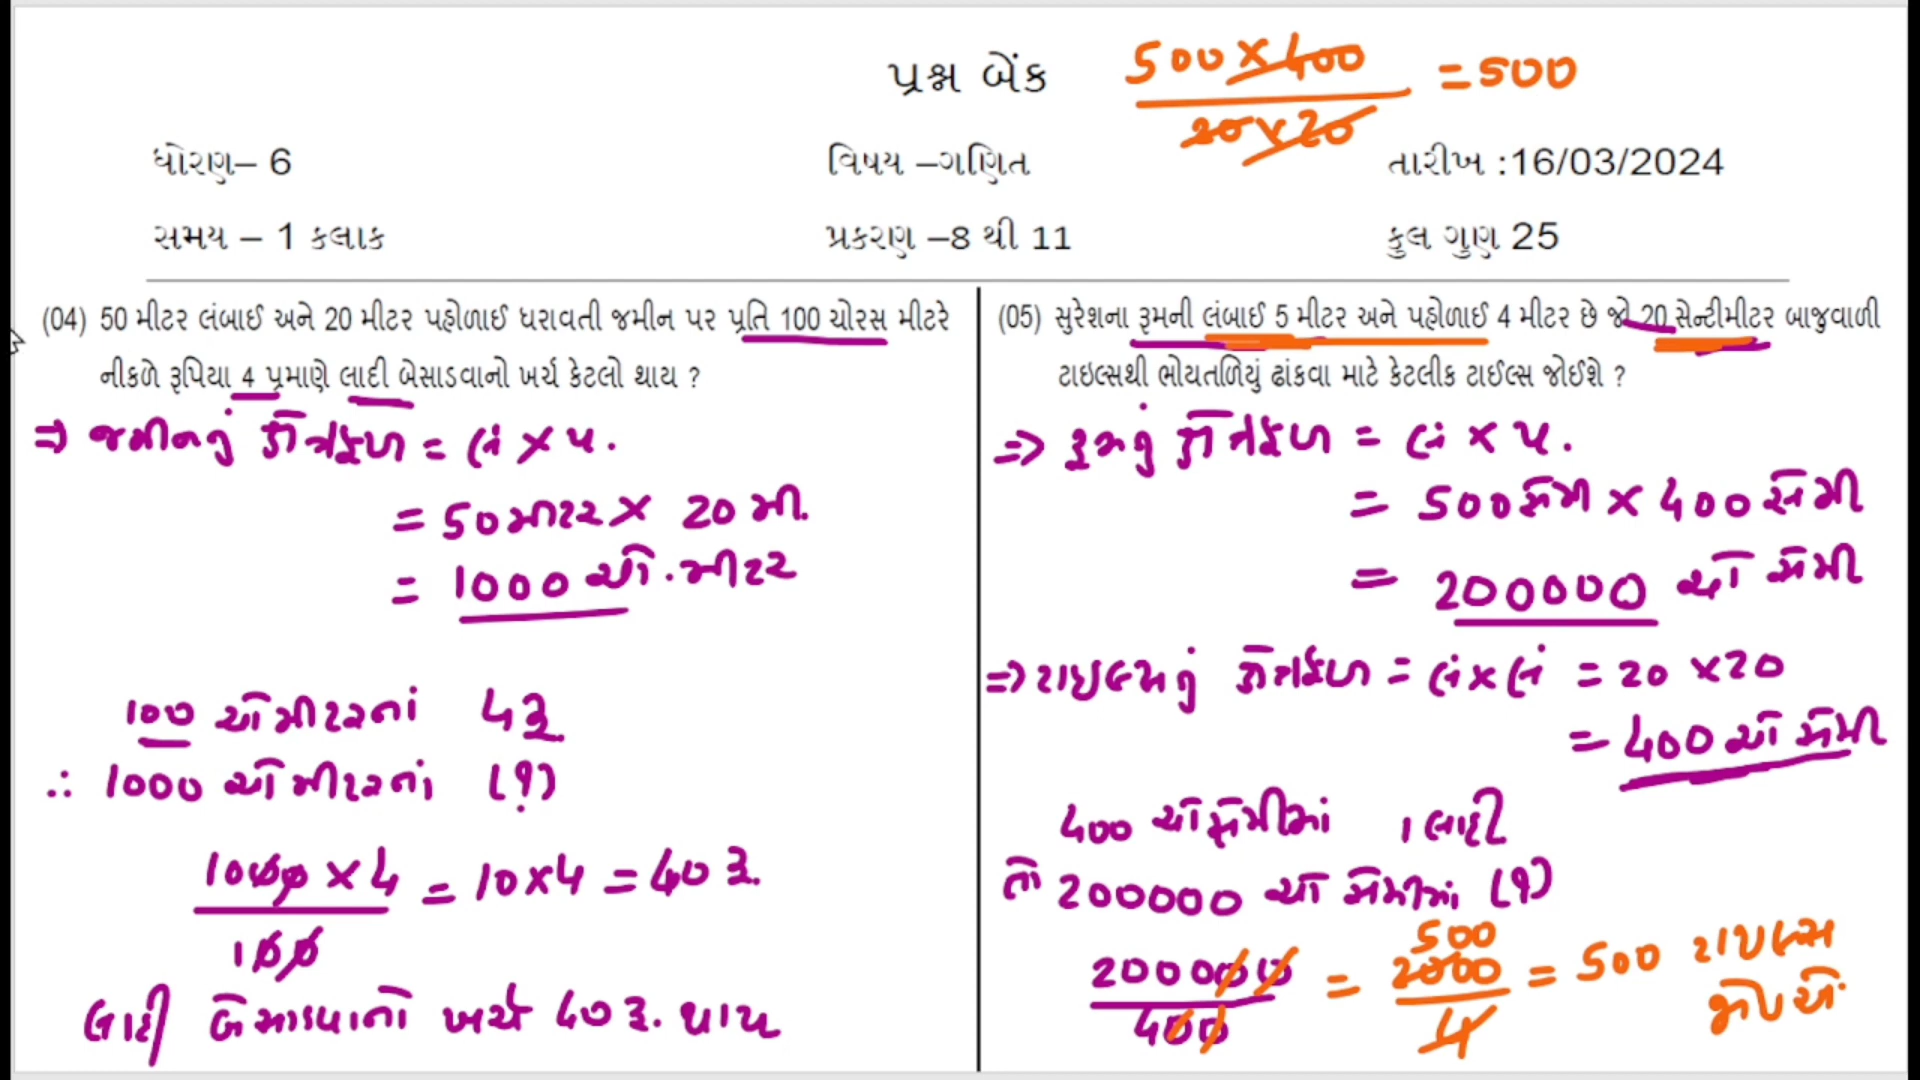 પ્રશ્ન બેંક
500 × 400 / 20 × 20 = 500
ધોરણ– 6 વિષય –ગણિત તારીખ :16/03/2024
સમય – 1 કલાક પ્રકરણ –8 થી 11 કુલ ગુણ 25
(04) 50 મીટર લંબાઈ અને 20 મીટર પહોળાઈ ધરાવતી જમીન પર પ્રતિ 100 ચોરસ મીટરે
નીકળે રૂપિયા 4 પ્રમાણે લાદી બેસાડવાનો ખર્ચ કેટલો થાય ?
⇒ જમીનનું ક્ષેત્રફળ = લં × પ.
= 50 મીટર × 20 મી.
= 1000 ચો. મીટર
100 ચો મીટરનાં 4રૂ
∴ 1000 ચો મીટરનાં (?)
1000 × 4 / 100 = 10 × 4 = 40 રૂ.
લાદી બેસાડવાનો ખર્ચ 40 રૂ. થાય
(05) સુરેશના રૂમની લંબાઈ 5 મીટર અને પહોળાઈ 4 મીટર છે જો 20 સેન્ટીમીટર બાજુવાળી
ટાઇલ્સથી ભોયતળિયું ઢાંકવા માટે કેટલીક ટાઈલ્સ જોઈશે ?
⇒ રૂમનું ક્ષેત્રફળ = લં × પ.
= 500 સેમી × 400 સેમી
= 200000 ચો સેમી
⇒ ટાઇલ્સનું ક્ષેત્રફળ = લં × લં = 20 × 20
= 400 ચો સેમી
400 ચો સેમીમાં 1 લાદી
તો 200000 ચો સેમીમાં (?)
200000 / 400 = 2000 / 4 = 500 ટાઇલ્સ
500
જોઇએ.